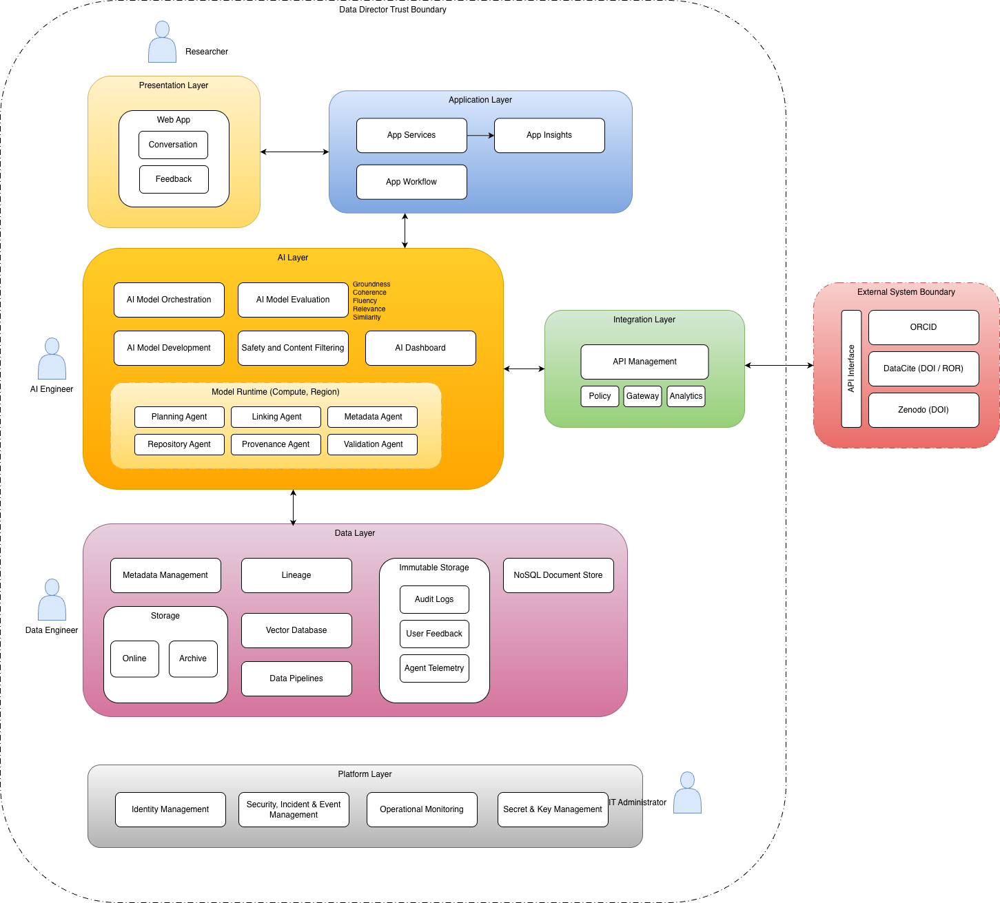 Data Director Trust Boundary
Researcher
Presentation Layer
Web App
Conversation
Feedback
Application Layer
App Services
App Insights
App Workflow
AI Layer
AI Model Orchestration
AI Model Evaluation
Groundness
Coherence
Fluency
Relevance
Similarity
AI Model Development
Safety and Content Filtering
AI Dashboard
Model Runtime (Compute, Region)
Planning Agent
Linking Agent
Metadata Agent
Repository Agent
Provenance Agent
Validation Agent
AI Engineer
Integration Layer
API Management
Policy
Gateway
Analytics
External System Boundary
API Interface
ORCID
DataCite (DOI / ROR)
Zenodo (DOI)
Data Layer
Metadata Management
Lineage
Immutable Storage
Audit Logs
User Feedback
Agent Telemetry
NoSQL Document Store
Storage
Online
Archive
Vector Database
Data Pipelines
Data Engineer
Platform Layer
Identity Management
Security, Incident & Event
Management
Operational Monitoring
Secret & Key Management
IT Administrator